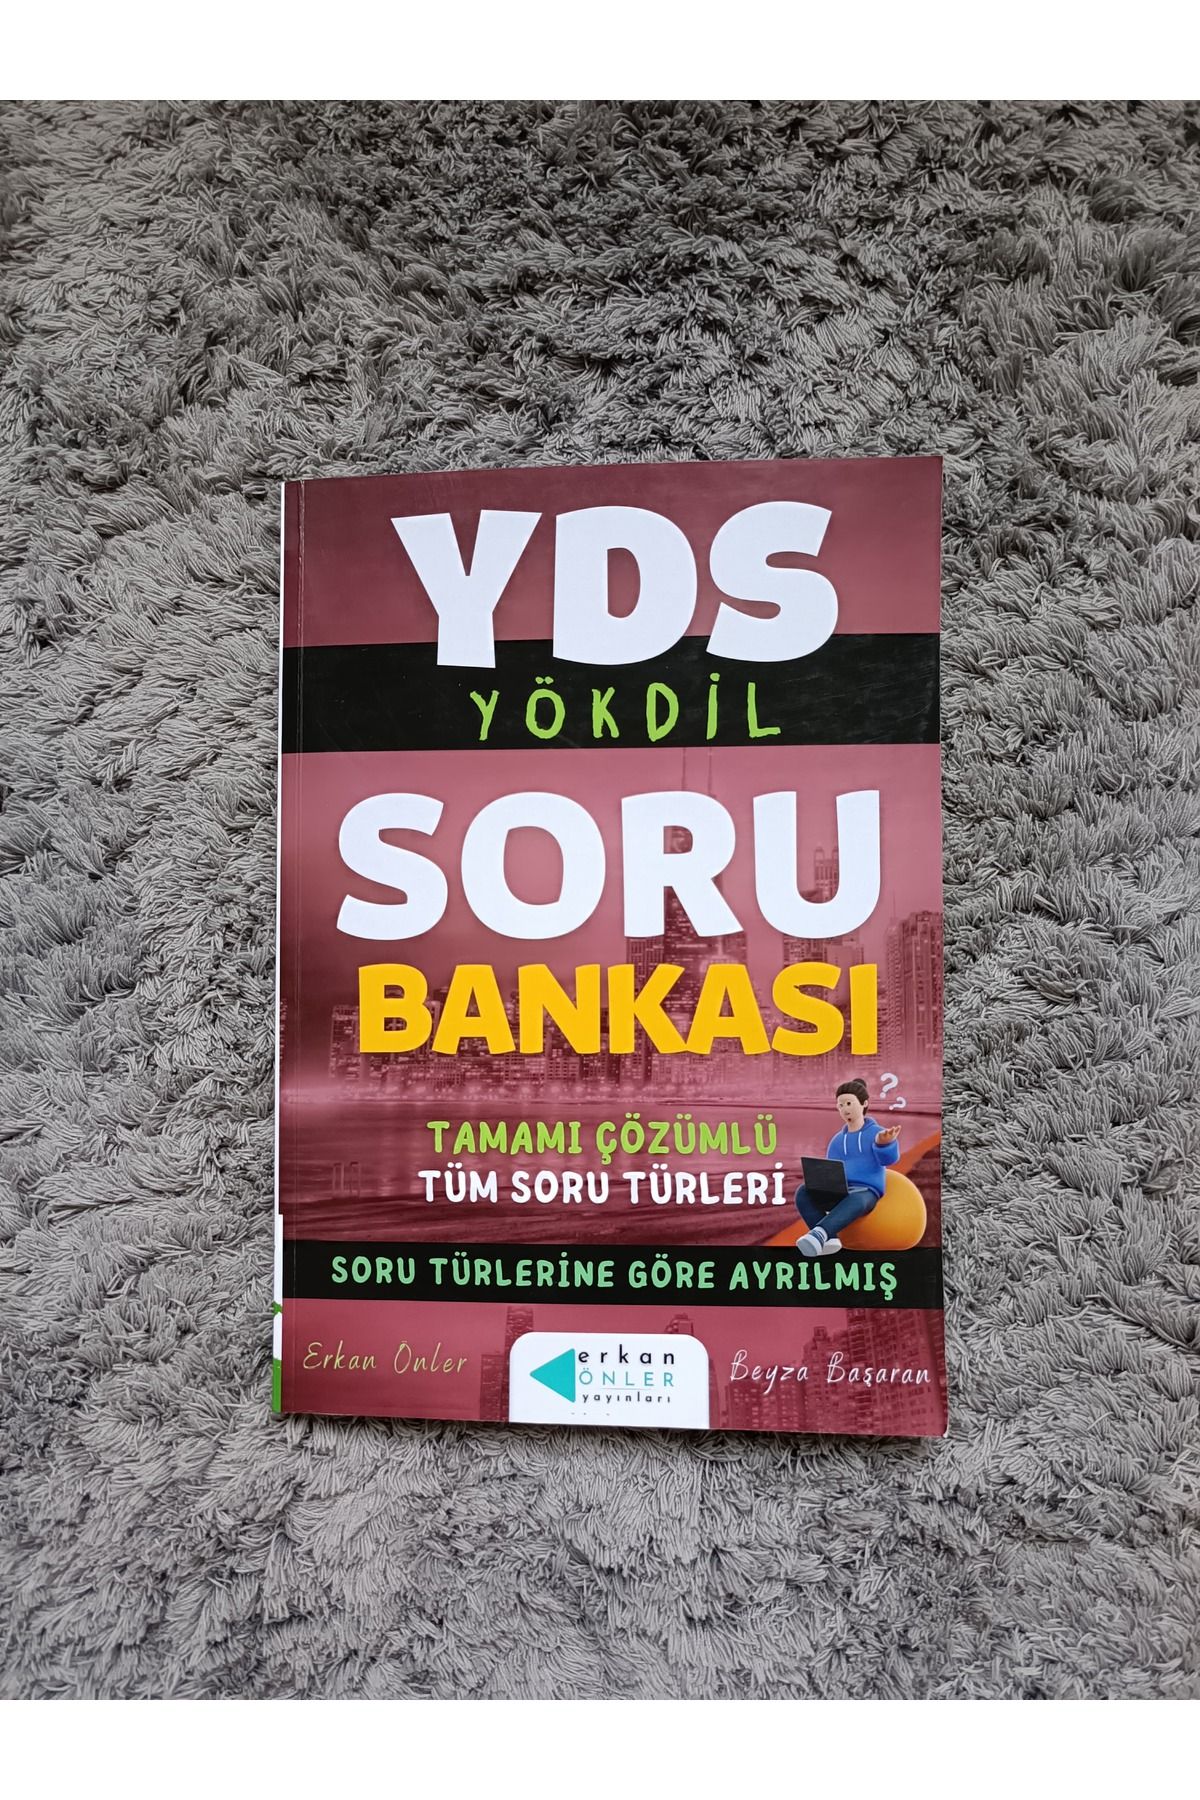 YDS
YÖKDİL
SORU
BANKASI
? ?
TAMAMI ÇÖZÜMLÜ
TÜM SORU TÜRLERİ
SORU TÜRLERİNE GÖRE AYRILMIŞ
Erkan Önler
erkan
ÖNLER
yayınları
Beyza Başaran